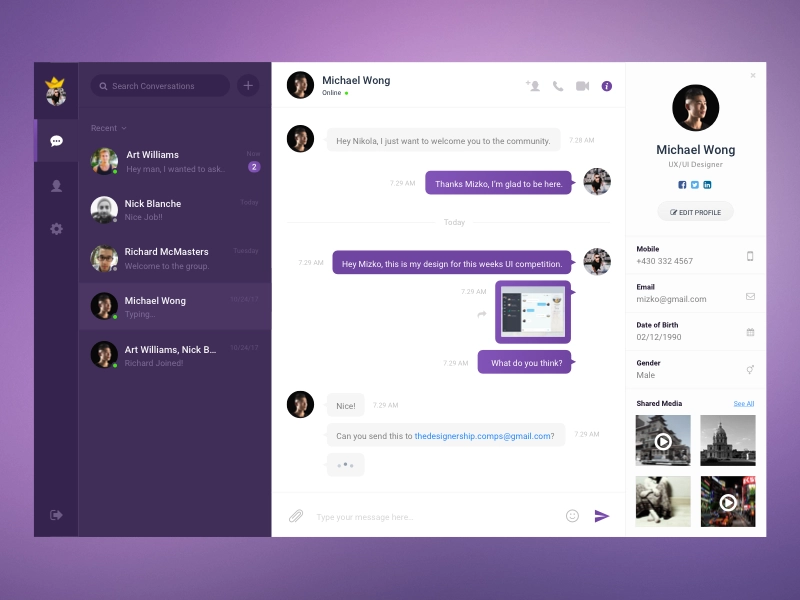 Search Conversations
Recent
Art Williams
Now
Hey man, I wanted to ask..
2
Nick Blanche
Today
Nice Job!!
Richard McMasters
Tuesday
Welcome to the group.
Michael Wong
10/28/17
Typing...
Art Williams, Nick B...
Richard Joined!
Michael Wong
Online
Hey Nikola, I just want to welcome you to the community.
7:28 AM
7:29 AM
Thanks Mizko, I'm glad to be here.
Today
7:29 AM
Hey Mizko, this is my design for this weeks UI competition.
7:29 AM
7:29 AM
What do you think?
Nice!
7:29 AM
Can you send this to thedesignership.comps@gmail.com?
7:29 AM
Type your message here...
Michael Wong
UX/UI Designer
EDIT PROFILE
Mobile
+430 332 4567
Email
mizko@gmail.com
Date of Birth
02/12/1990
Gender
Male
Shared Media
See All